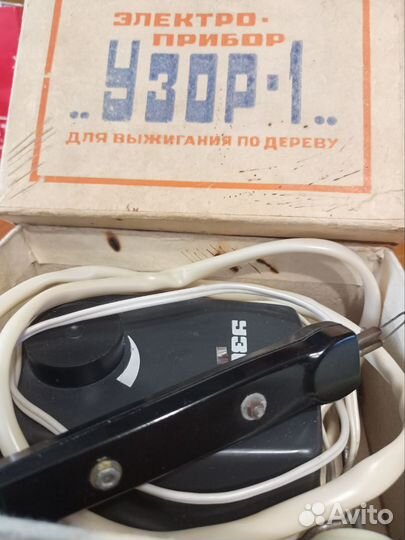 ЭЛЕКТРО-
ПРИБОР
„УЗОР-1„
ДЛЯ ВЫЖИГАНИЯ ПО ДЕРЕВУ
Avito